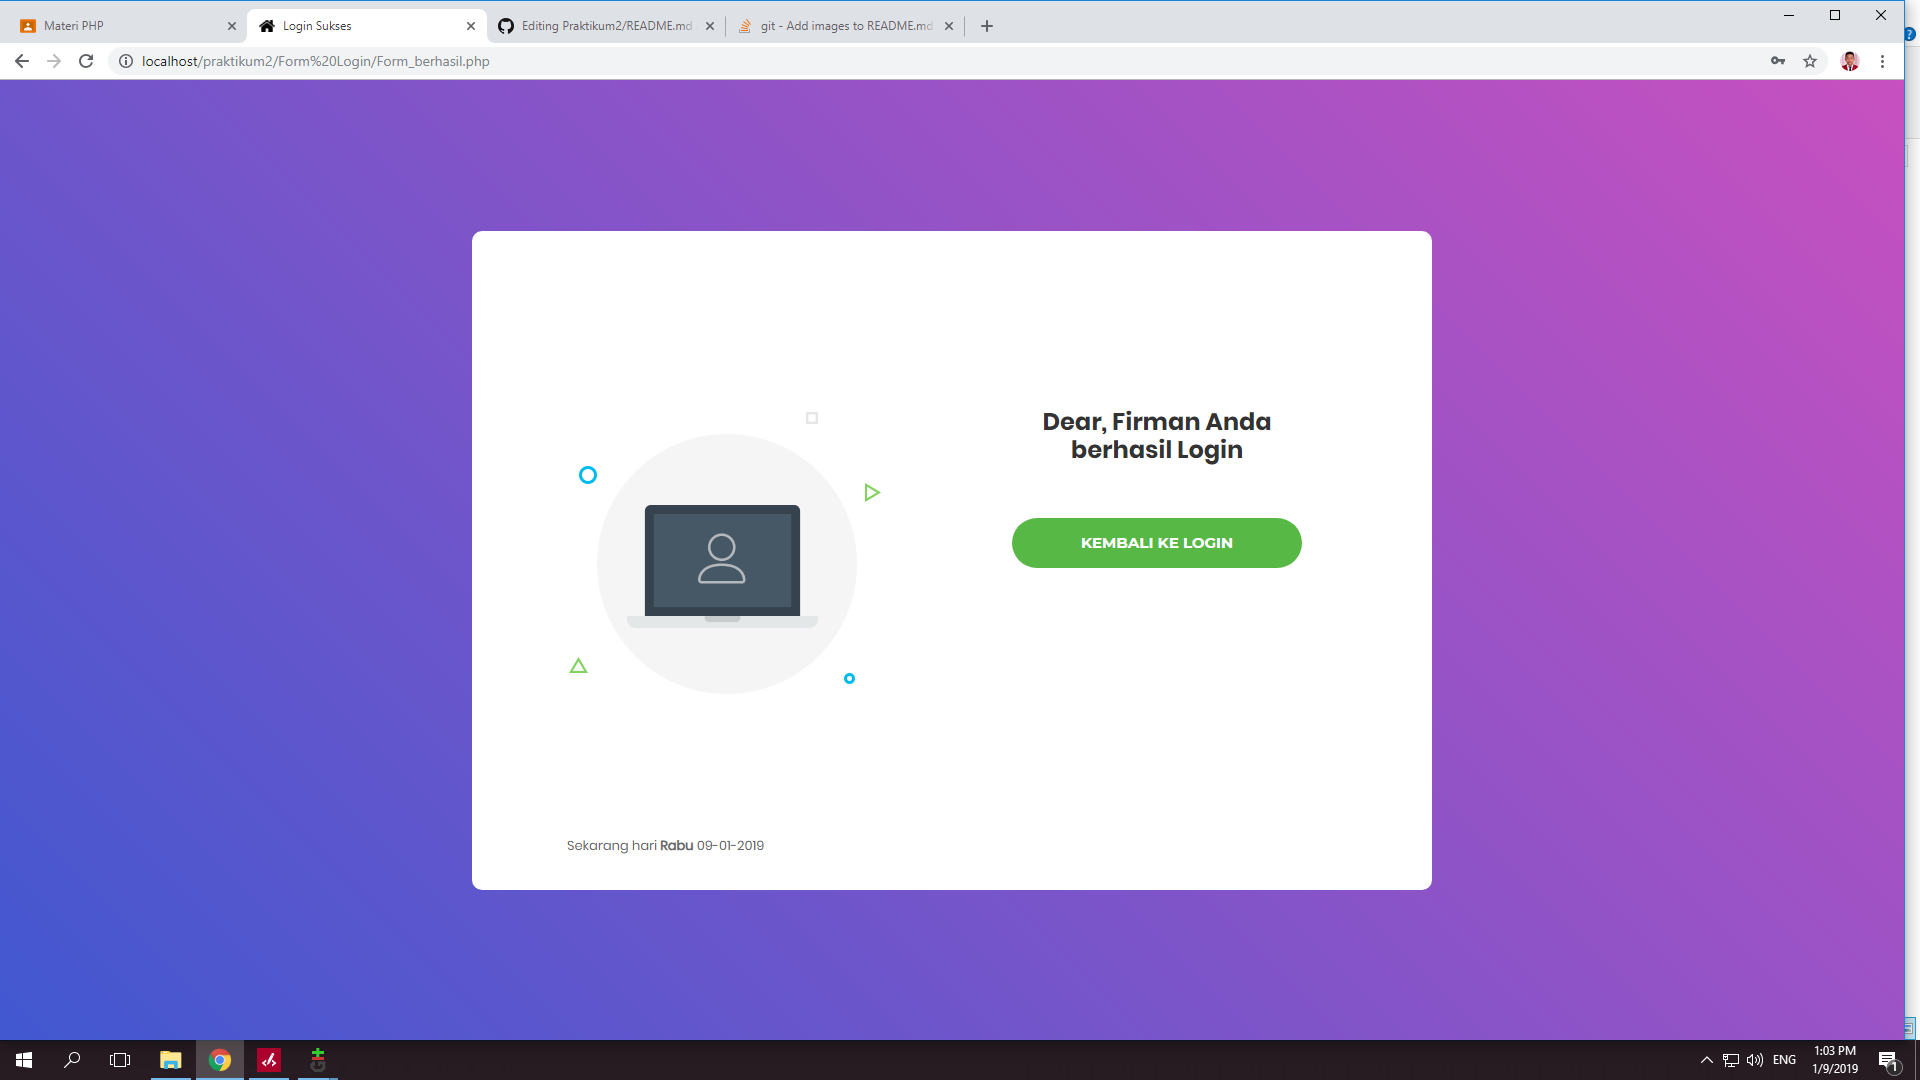 Materi PHP
Login Sukses
Editing Praktikum2/README.md
git - Add images to README.md
localhost/praktikum2/Form%20Login/Form_berhasil.php
Dear, Firman Anda
berhasil Login
KEMBALI KE LOGIN
Sekarang hari Rabu 09-01-2019
ENG
1:03 PM
1/9/2019
1